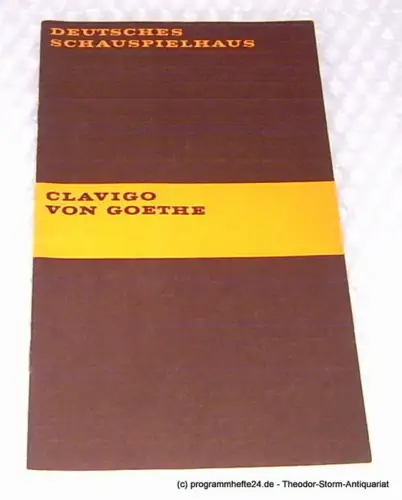 DEUTSCHES
SCHAUSPIELHAUS
CLAVIGO
VON GOETHE
(c) programmhefte24.de - Theodor-Storm-Antiquariat